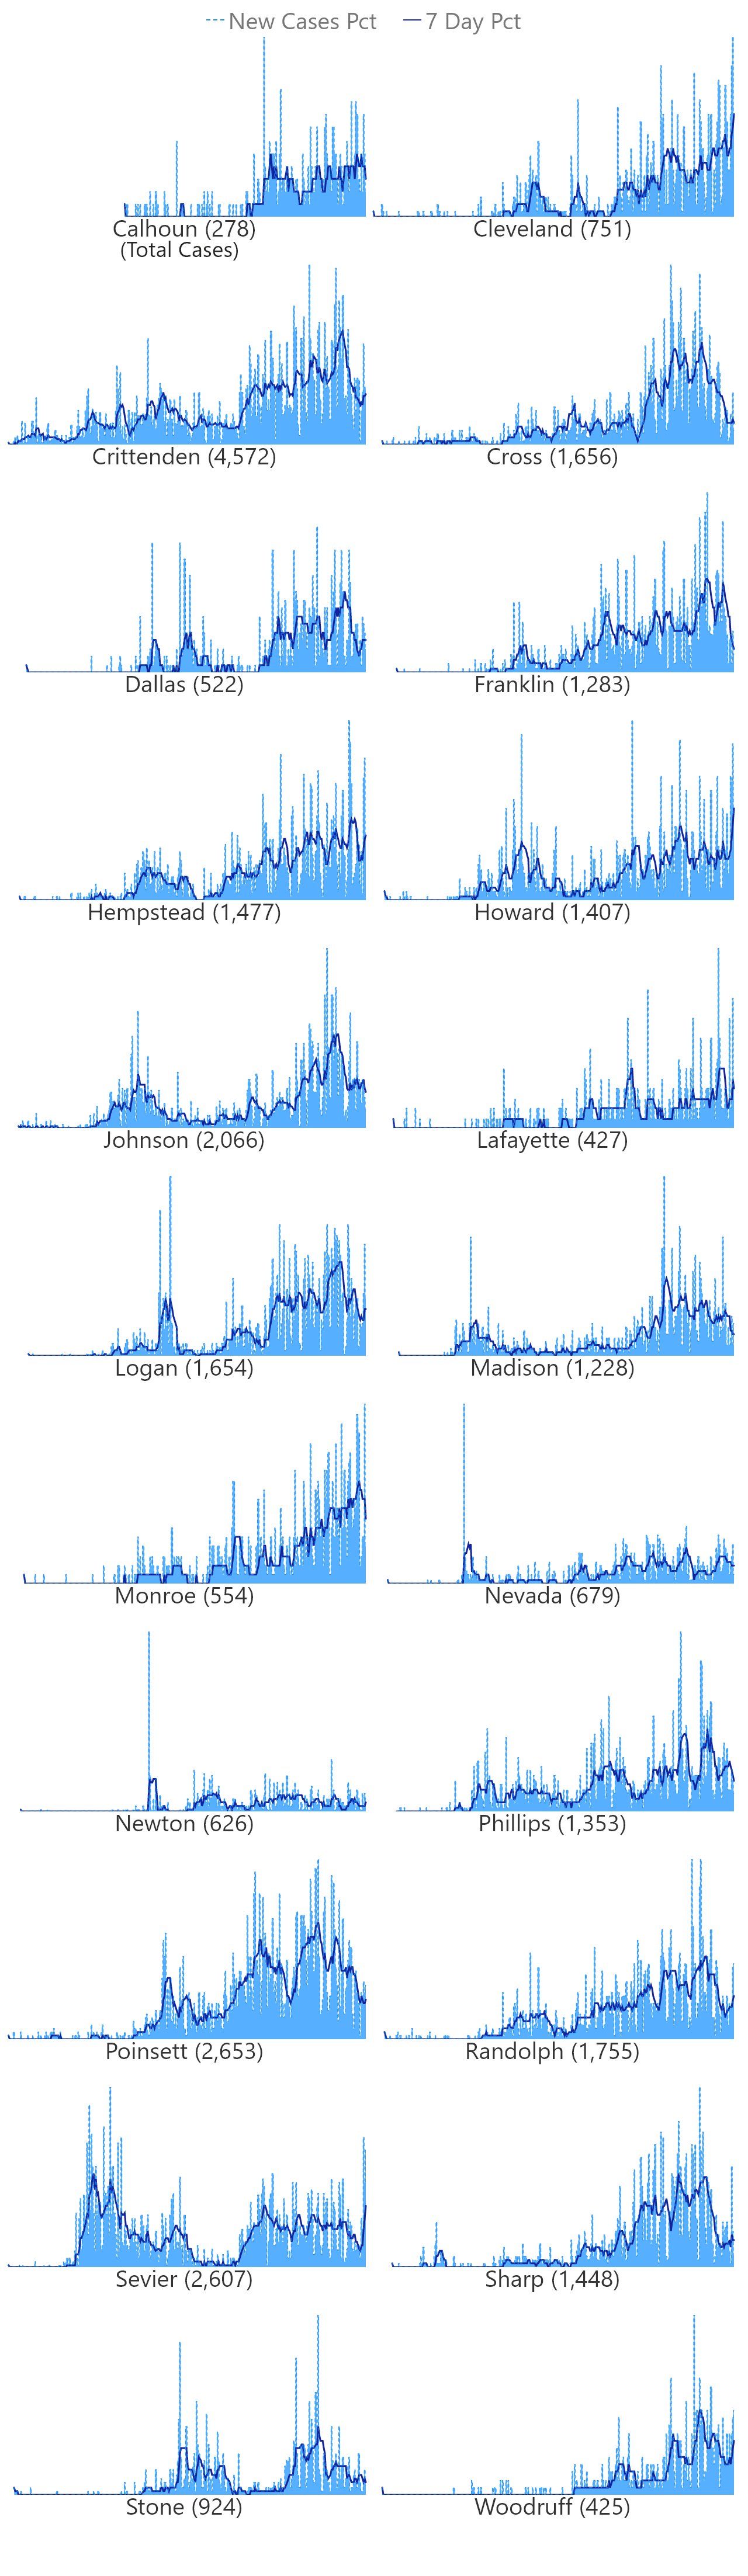 New Cases Pct 7 Day Pct
Calhoun (278) Cleveland (751)
(Total Cases)
Crittenden (4,572) Cross (1,656)
Dallas (522) Franklin (1,283)
Hempstead (1,477) Howard (1,407)
Johnson (2,066) Lafayette (427)
Logan (1,654) Madison (1,228)
Monroe (554) Nevada (679)
Newton (626) Phillips (1,353)
Poinsett (2,653) Randolph (1,755)
Sevier (2,607) Sharp (1,448)
Stone (924) Woodruff (425)